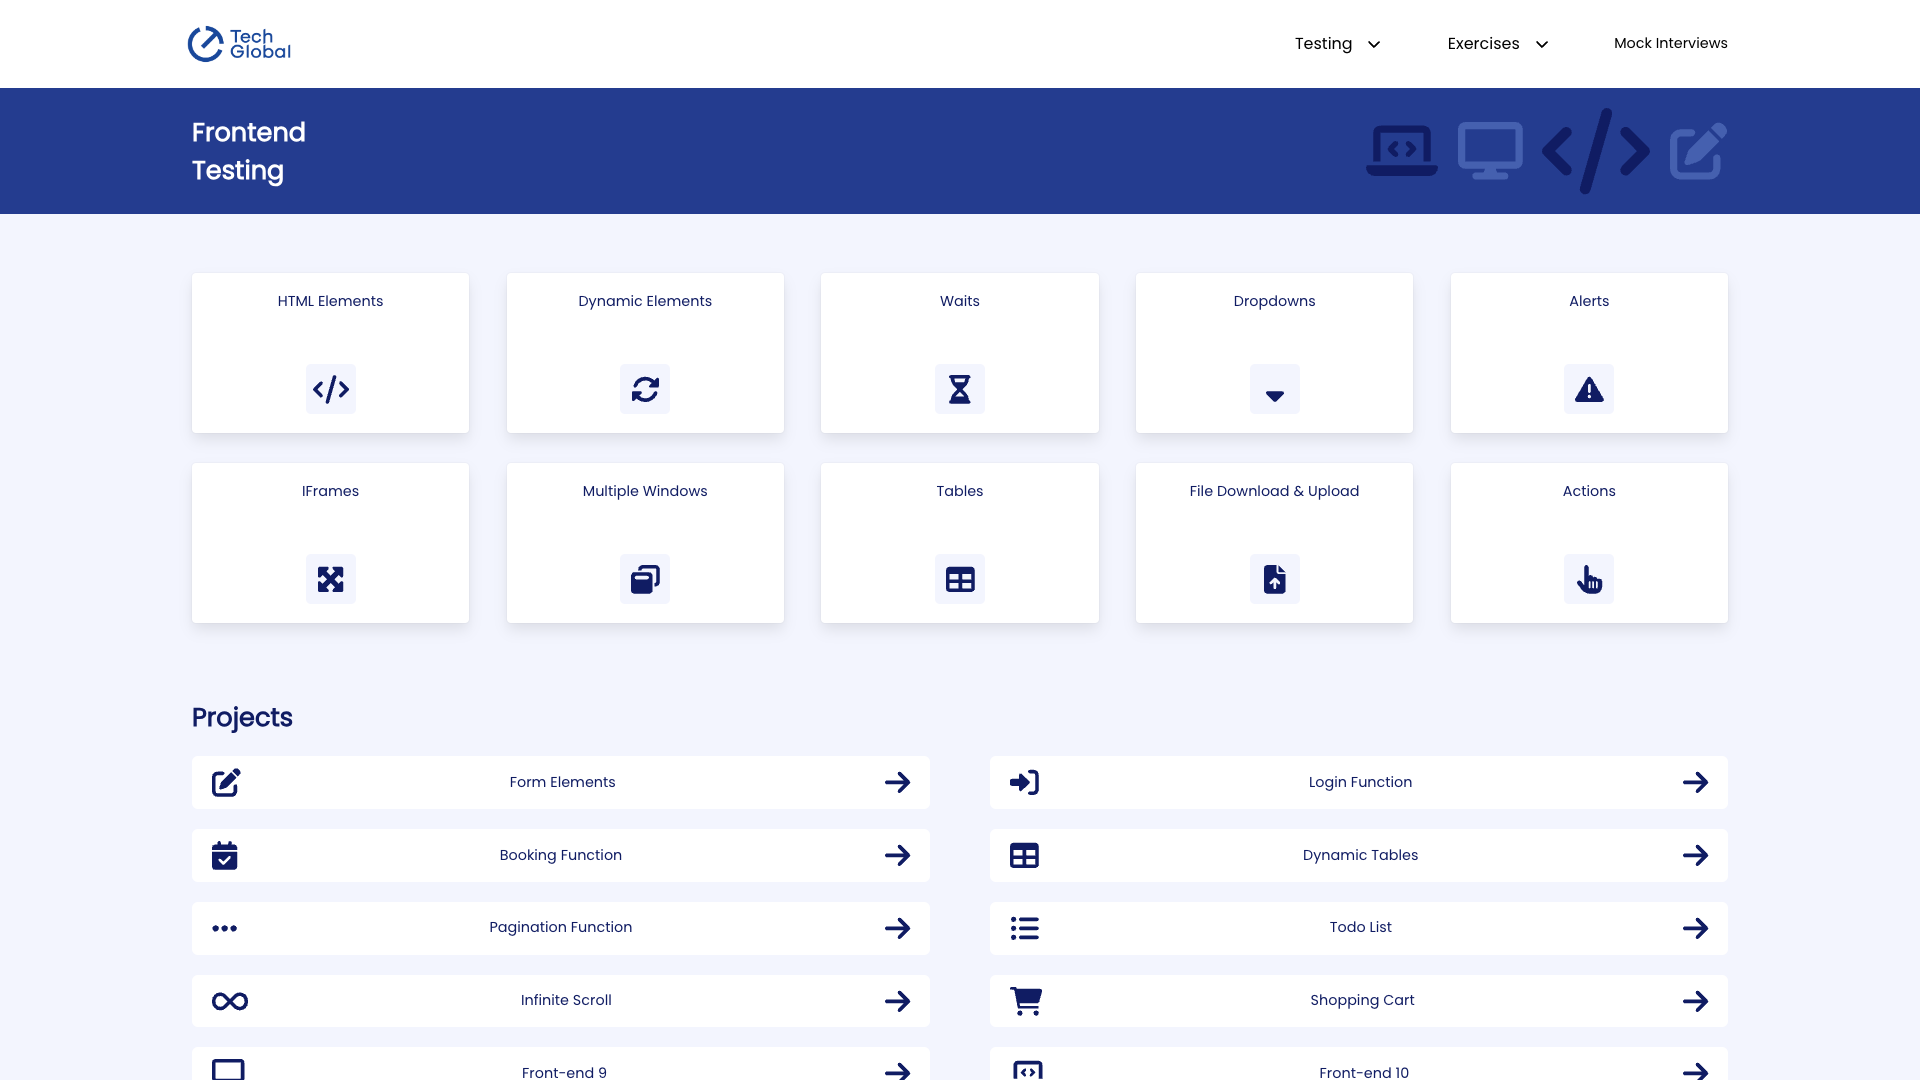 Tech
Global
Testing
Exercises
Mock Interviews
Frontend
Testing
HTML Elements
Dynamic Elements
Waits
Dropdowns
Alerts
IFrames
Multiple Windows
Tables
File Download & Upload
Actions
Projects
Form Elements
Login Function
Booking Function
Dynamic Tables
Pagination Function
Todo List
Infinite Scroll
Shopping Cart
Front-end 9
Front-end 10